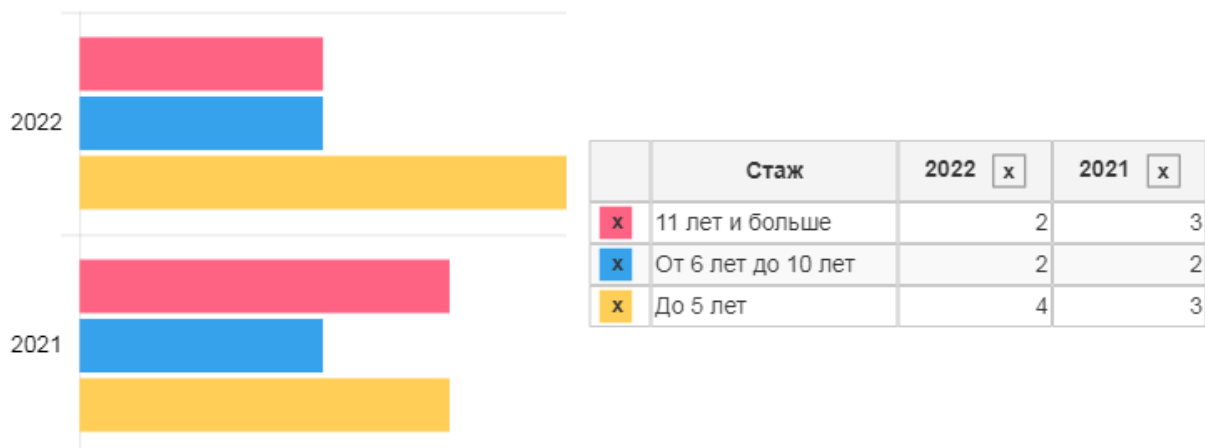 2022
2021
Стаж 2022 x 2021 x
x 11 лет и больше 2 3
x От 6 лет до 10 лет 2 2
x До 5 лет 4 3